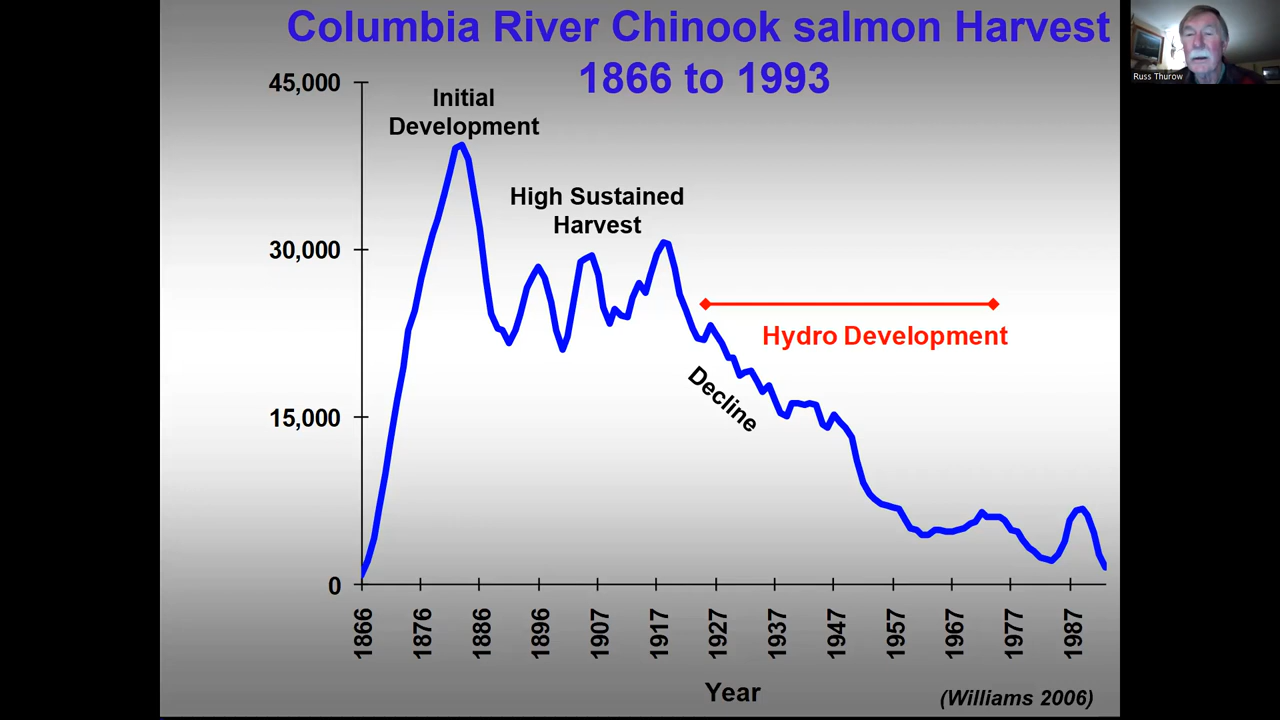 Columbia River Chinook salmon Harvest
1866 to 1993
Russ Thurow
45,000
30,000
15,000
0
Initial
Development
High Sustained
Harvest
Hydro Development
Decline
1866
1876
1886
1896
1907
1917
1927
1937
1947
1957
1967
1977
1987
Year
(Williams 2006)